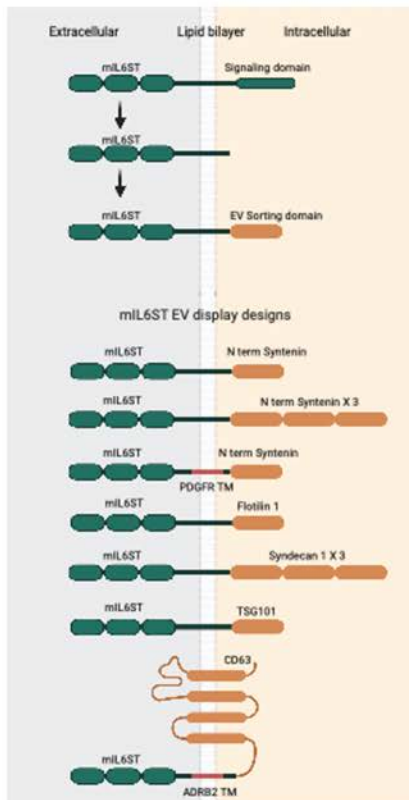 Extracellular Lipid bilayer Intracellular
mIL6ST Signaling domain
mIL6ST
mIL6ST EV Sorting domain
mIL6ST EV display designs
mIL6ST N term Syntenin
mIL6ST N term Syntenin X 3
mIL6ST N term Syntenin
PDGFR TM
mIL6ST Flotilin 1
mIL6ST Syndecan 1 X 3
mIL6ST TSG101
CD63
mIL6ST
ADRB2 TM